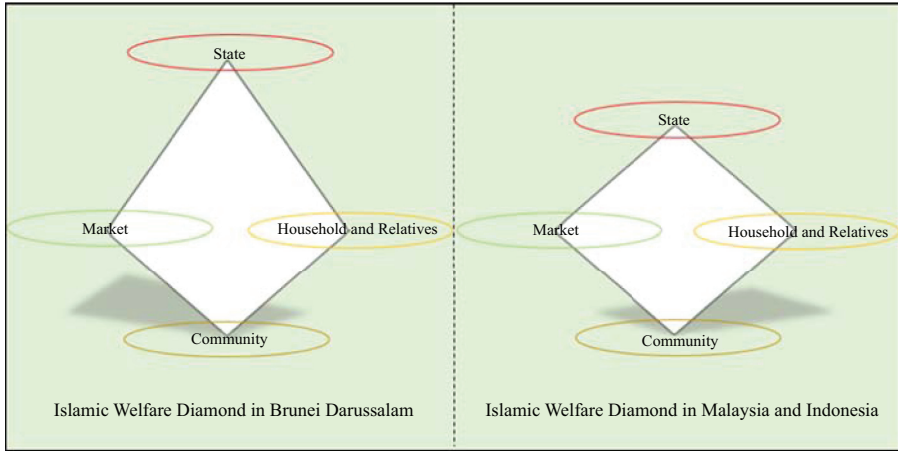 State
Market
Household and Relatives
Community
Islamic Welfare Diamond in Brunei Darussalam
State
Market
Household and Relatives
Community
Islamic Welfare Diamond in Malaysia and Indonesia